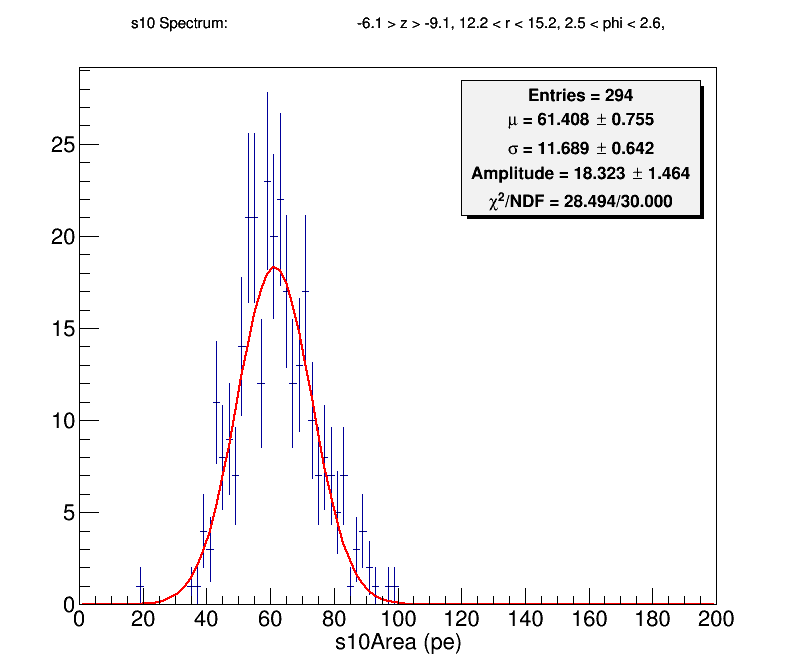 s10 Spectrum: -6.1 > z > -9.1, 12.2 < r < 15.2, 2.5 < phi < 2.6,
Entries = 294
μ = 61.408 ± 0.755
σ = 11.689 ± 0.642
Amplitude = 18.323 ± 1.464
χ²/NDF = 28.494/30.000
25
20
15
10
5
0
0 20 40 60 80 100 120 140 160 180 200
s10Area (pe)